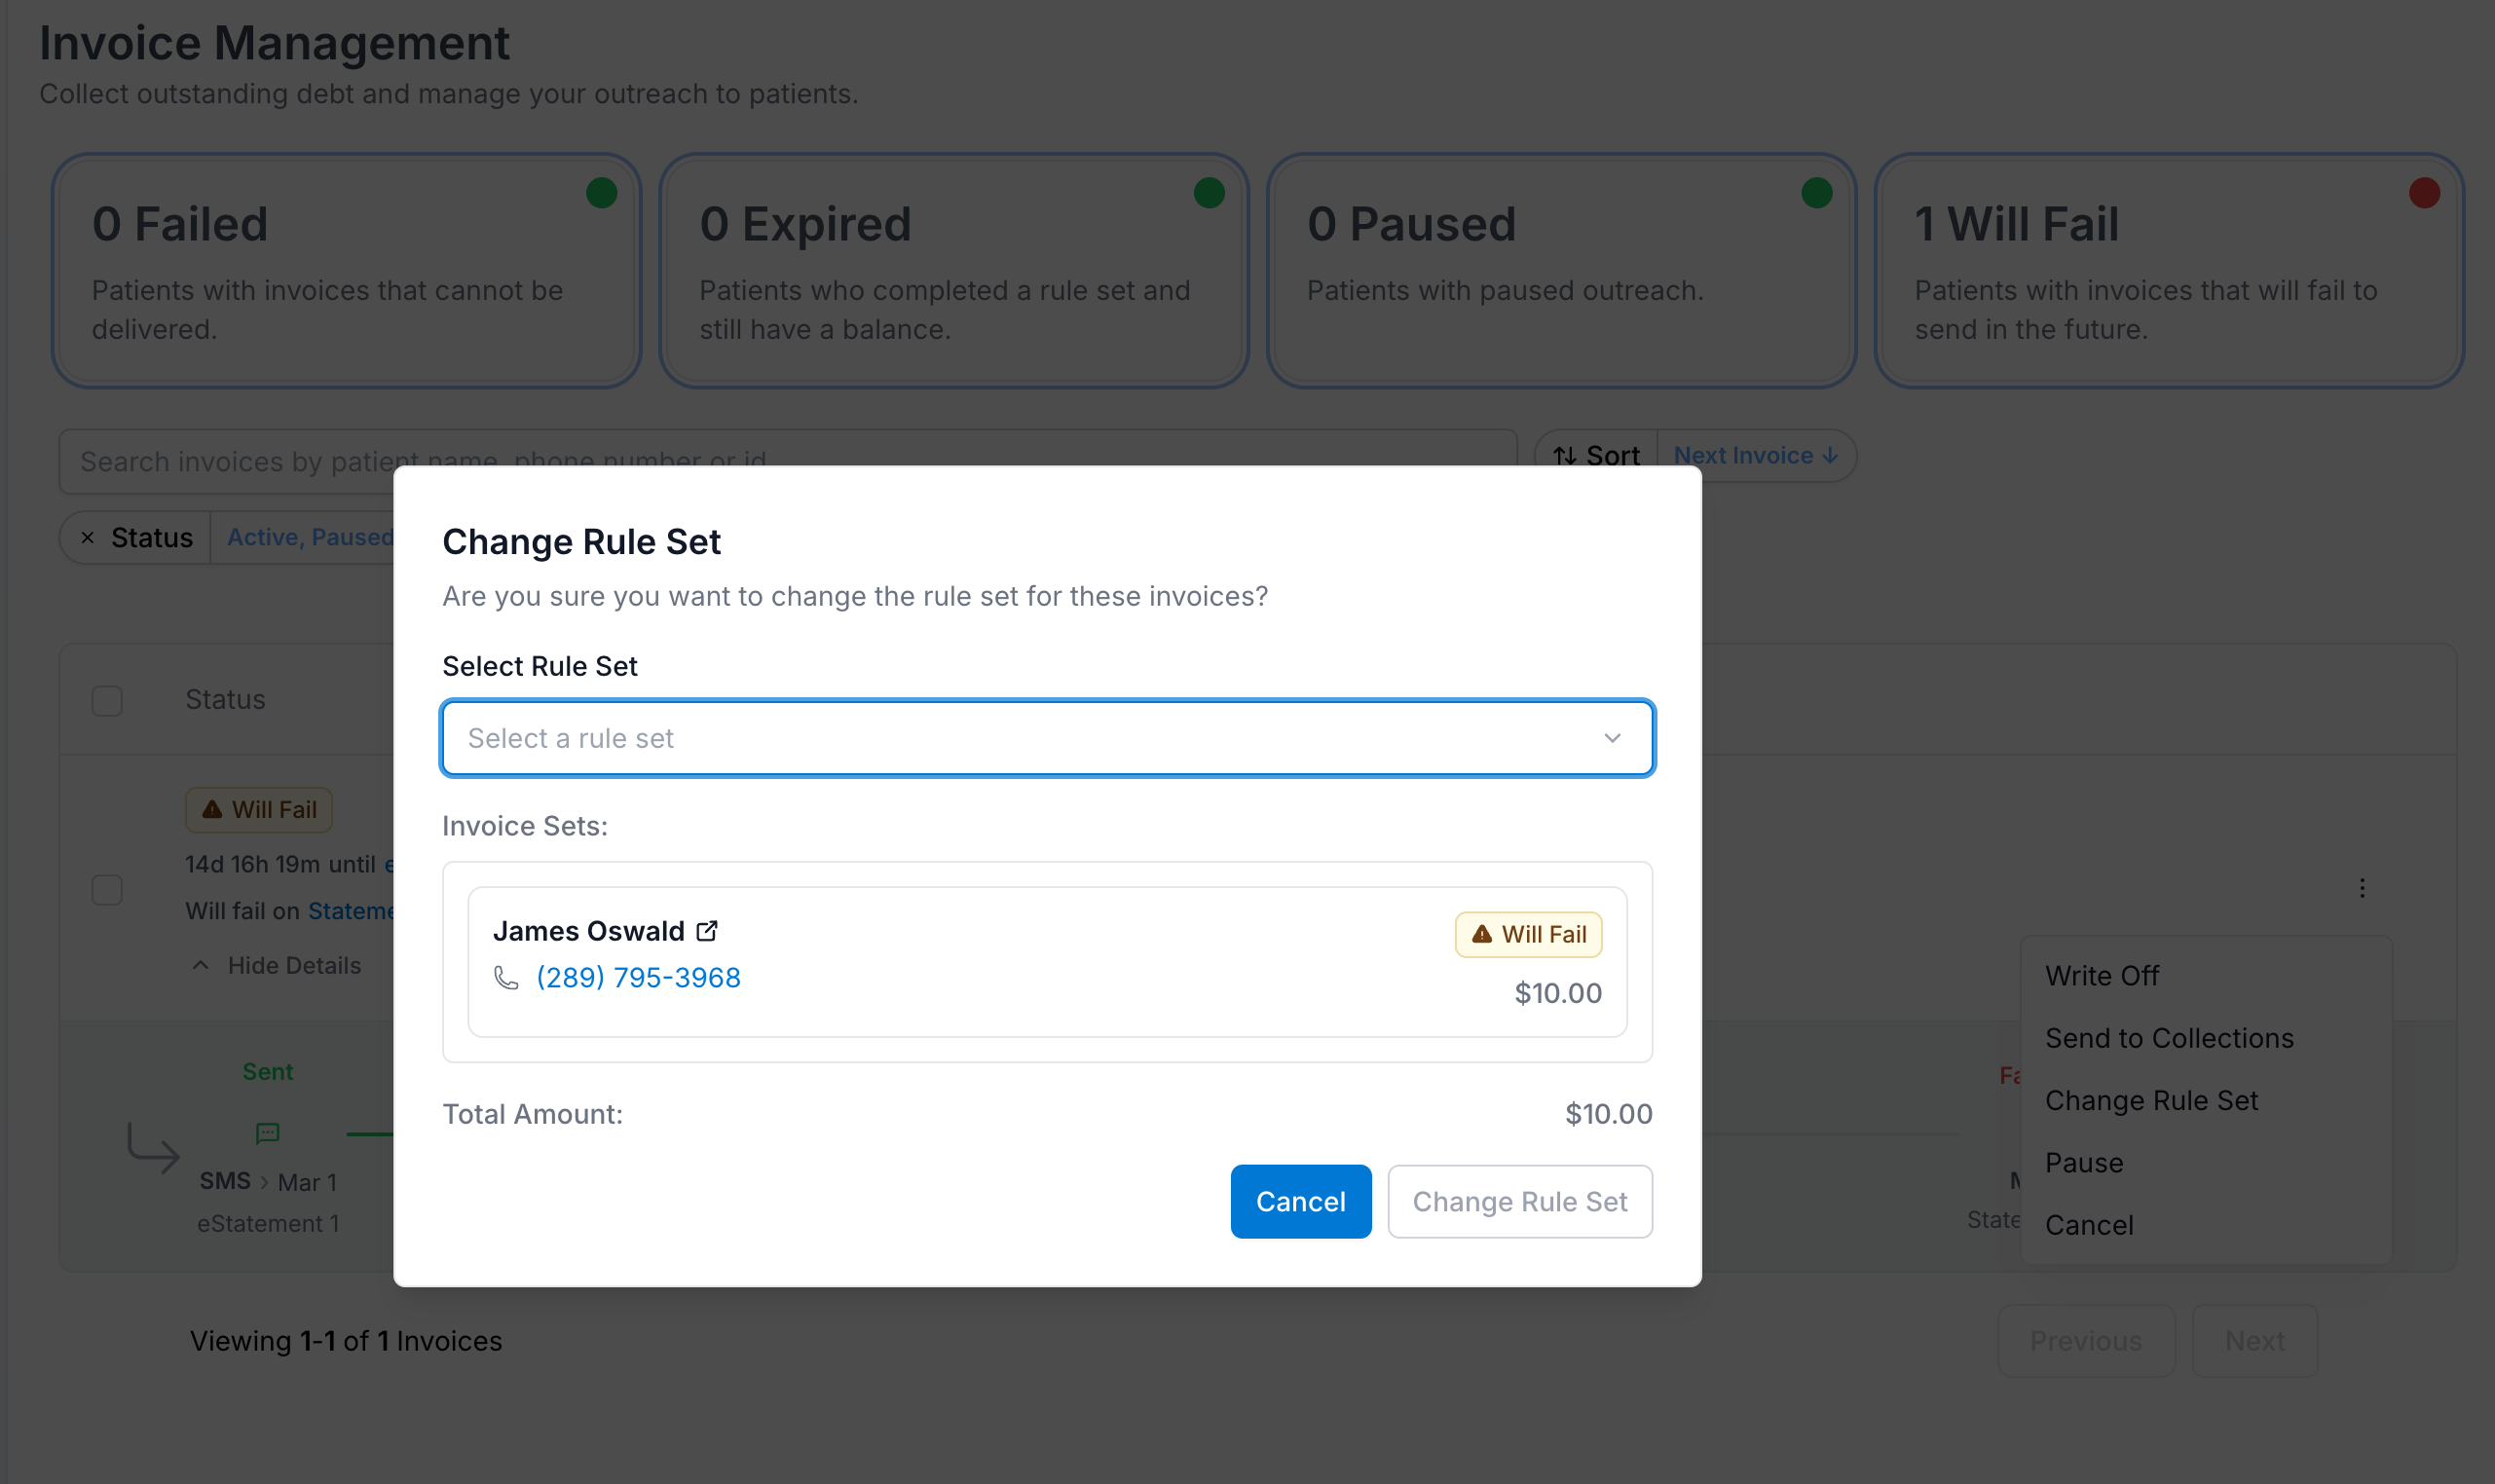 Invoice Management
Collect outstanding debt and manage your outreach to patients.
0 Failed
Patients with invoices that cannot be
delivered.
0 Expired
Patients who completed a rule set and
still have a balance.
0 Paused
Patients with paused outreach.
1 Will Fail
Patients with invoices that will fail to
send in the future.
Search invoices by patient name, phone number or id
Sort
Next Invoice
Status
Active, Paused
Change Rule Set
Are you sure you want to change the rule set for these invoices?
Select Rule Set
Select a rule set
Invoice Sets:
James Oswald
(289) 795-3968
Will Fail
$10.00
Total Amount:
$10.00
Cancel
Change Rule Set
Status
Will Fail
14d 16h 19m until
Will fail on
Hide Details
Sent
SMS > Mar 1
eStatement 1
Write Off
Send to Collections
Change Rule Set
Pause
Cancel
Viewing 1-1 of 1 Invoices
Previous
Next